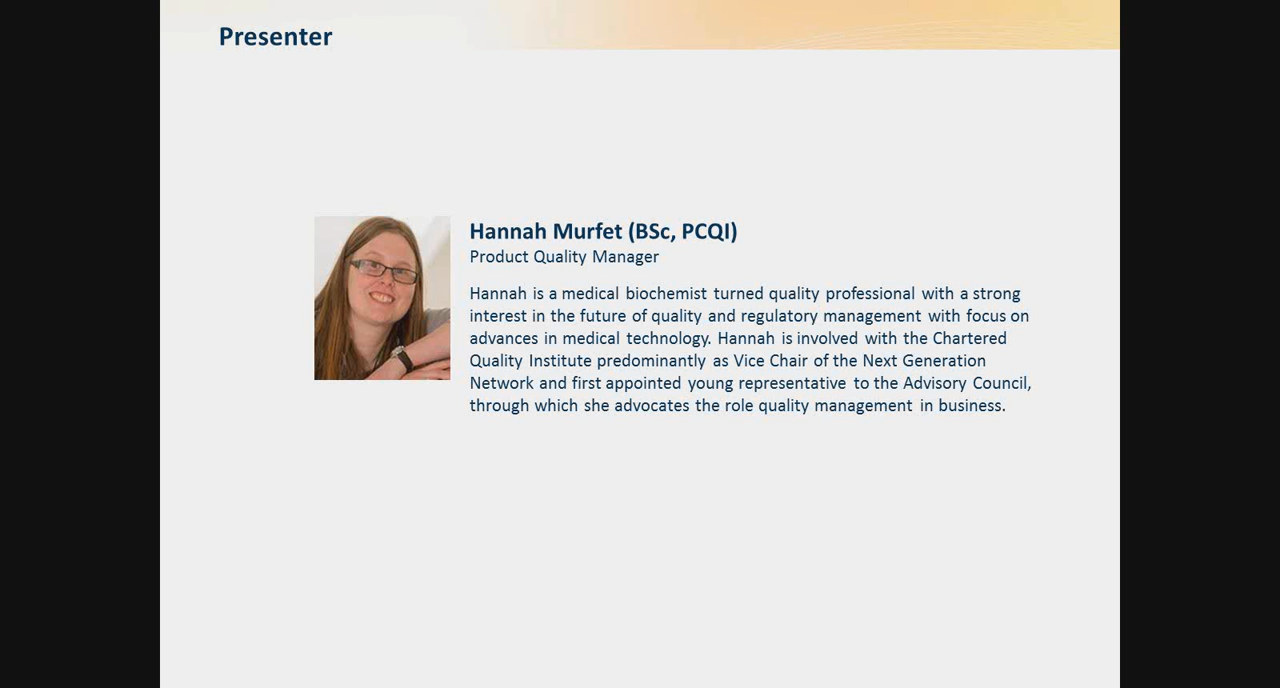 Presenter
Hannah Murfet (BSc, PCQI)
Product Quality Manager
Hannah is a medical biochemist turned quality professional with a strong
interest in the future of quality and regulatory management with focus on
advances in medical technology. Hannah is involved with the Chartered
Quality Institute predominantly as Vice Chair of the Next Generation
Network and first appointed young representative to the Advisory Council,
through which she advocates the role quality management in business.